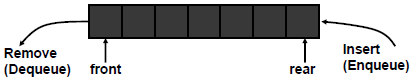 Remove
(Dequeue)
front
rear
Insert
(Enqueue)